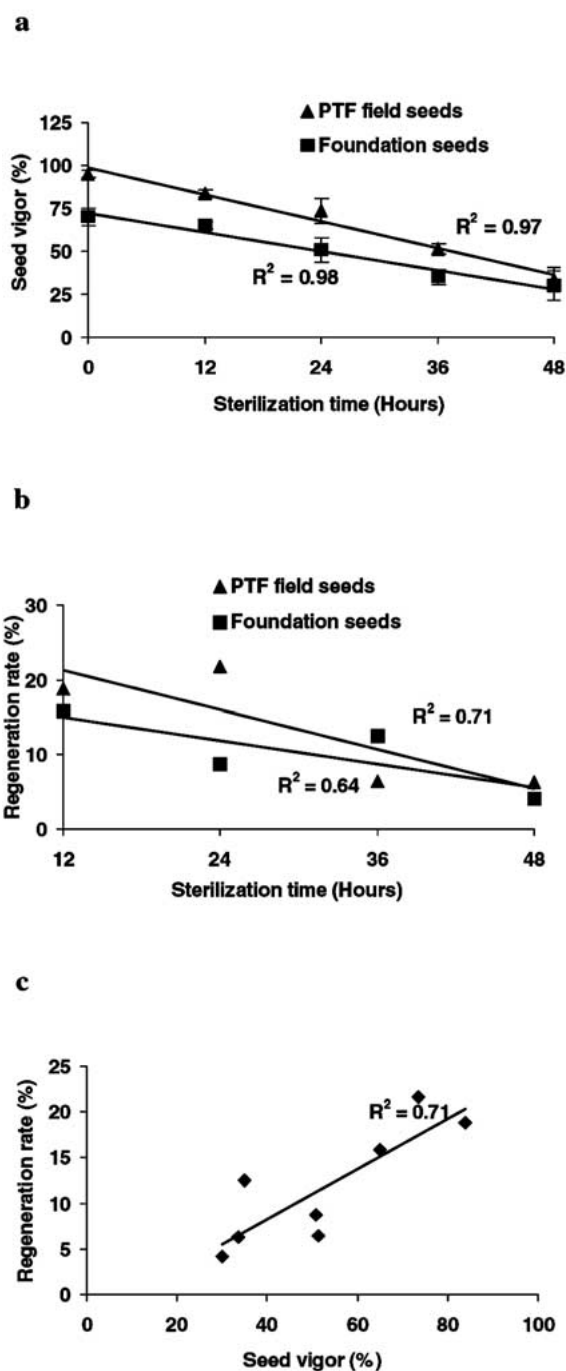 a
PTF field seeds
Foundation seeds
125
100
75
50
25
0
Seed vigor (%)
R² = 0.97
R² = 0.98
0 12 24 36 48
Sterilization time (Hours)
b
PTF field seeds
Foundation seeds
30
20
10
0
Regeneration rate (%)
R² = 0.71
R² = 0.64
12 24 36 48
Sterilization time (Hours)
c
25
20
15
10
5
0
Regeneration rate (%)
R² = 0.71
0 20 40 60 80 100
Seed vigor (%)